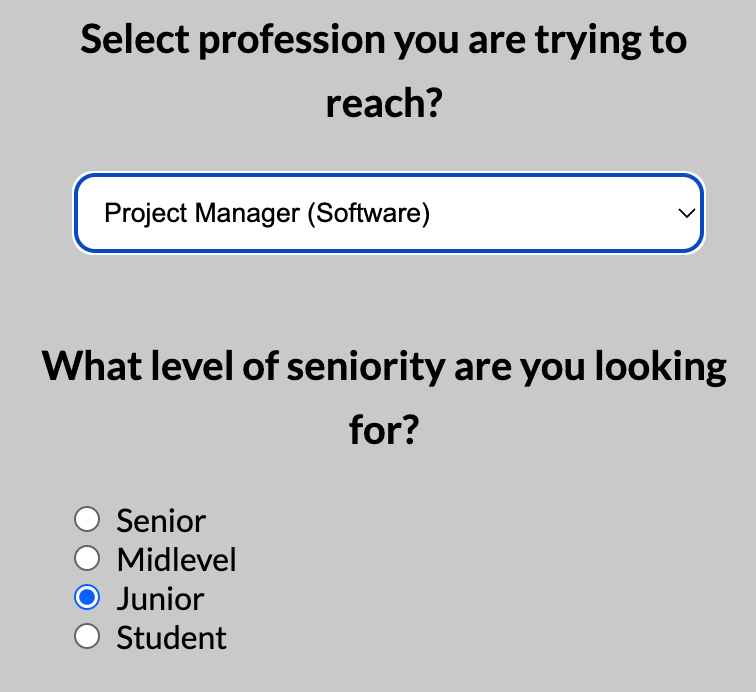 Select profession you are trying to
reach?
Project Manager (Software)
What level of seniority are you looking
for?
Senior
Midlevel
Junior
Student